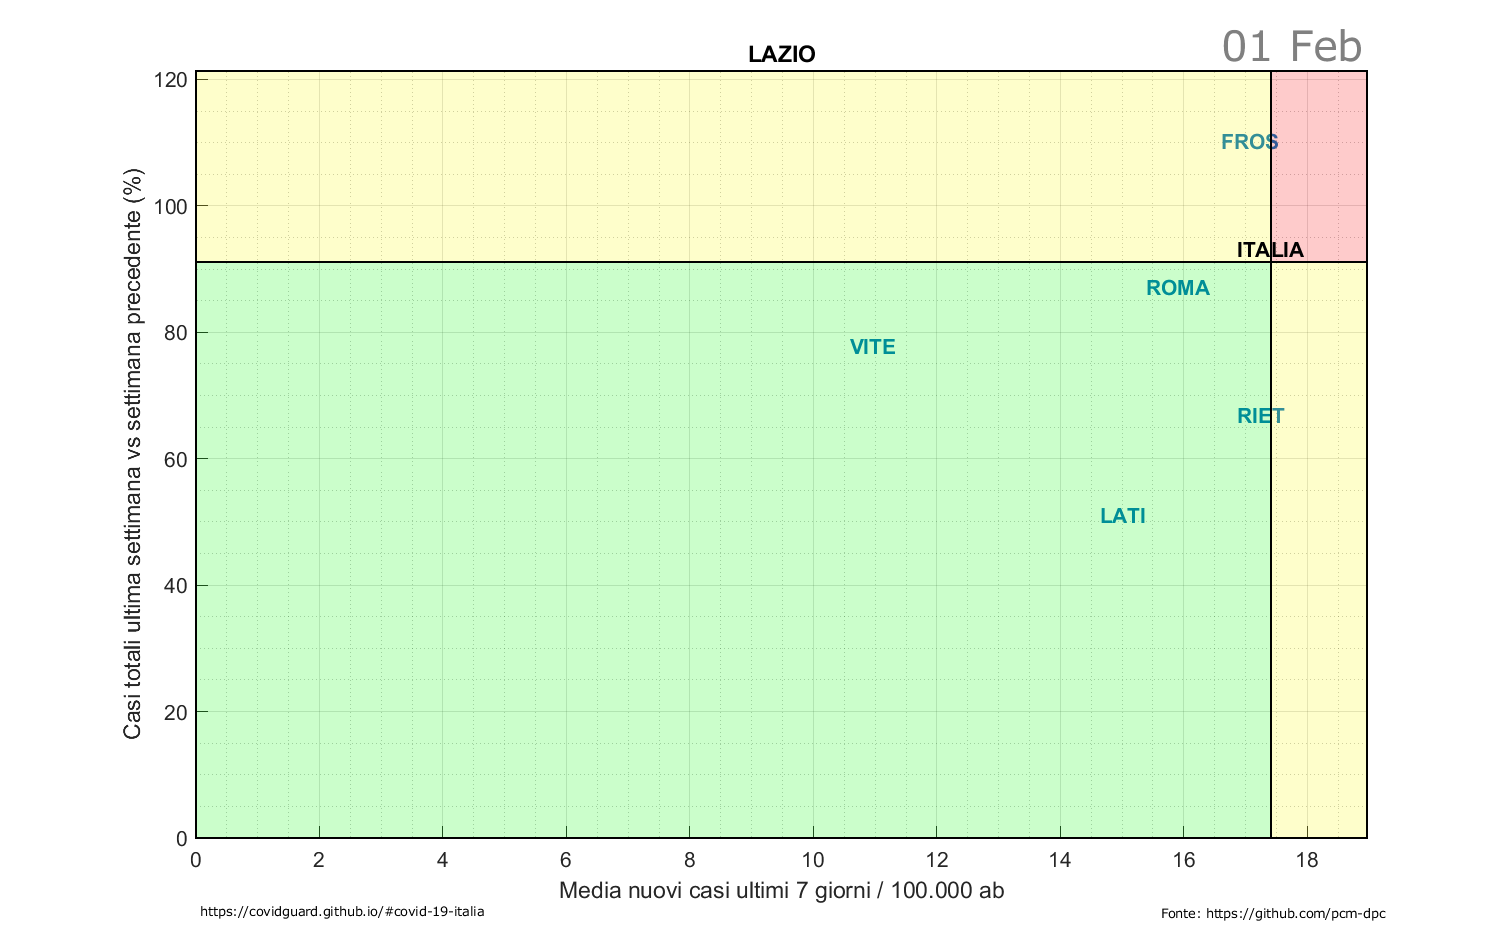 LAZIO
01 Feb
Casi totali ultima settimana vs settimana precedente (%)
120
100
80
60
40
20
0
FROS
ITALIA
ROMA
VITE
RIET
LATI
0 2 4 6 8 10 12 14 16 18
Media nuovi casi ultimi 7 giorni / 100.000 ab
https://covidguard.github.io/#covid-19-italia
Fonte: https://github.com/pcm-dpc